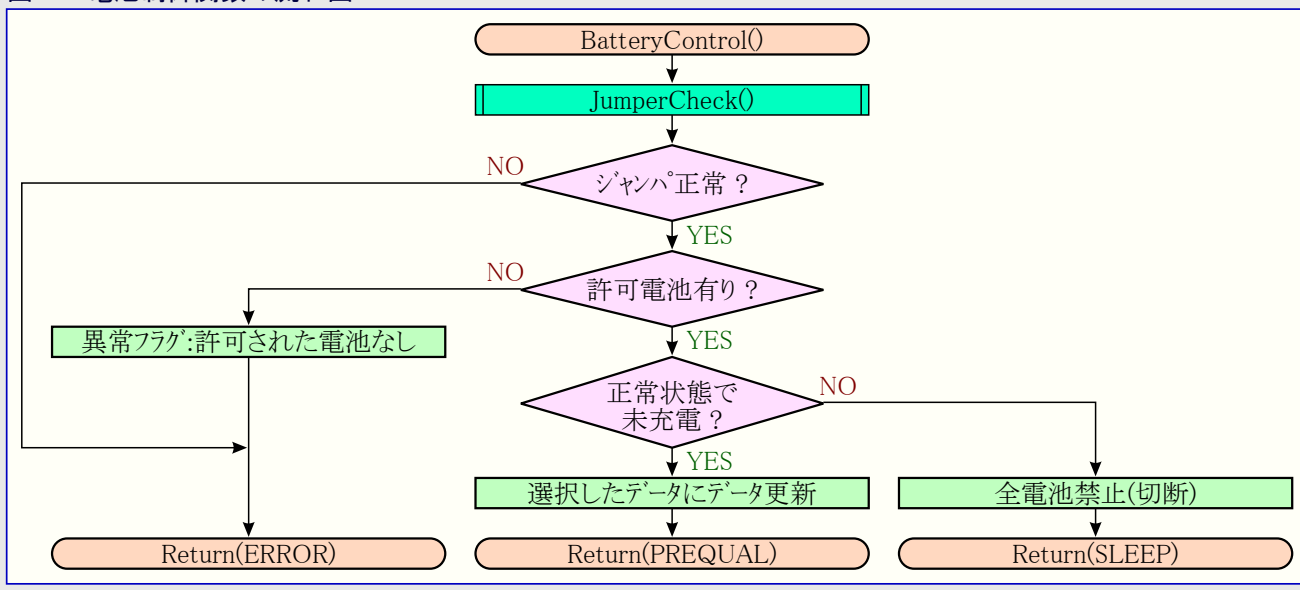 BatteryControl()
JumperCheck()
NO
ｼﾞｬﾝﾊﾟ正常？
YES
NO
許可電池有り？
異常ﾌﾗｸﾞ:許可された電池なし
YES
正常状態で
未充電？
NO
YES
選択したﾃﾞｰﾀにﾃﾞｰﾀ更新
全電池禁止(切断)
Return(ERROR)
Return(PREQUAL)
Return(SLEEP)